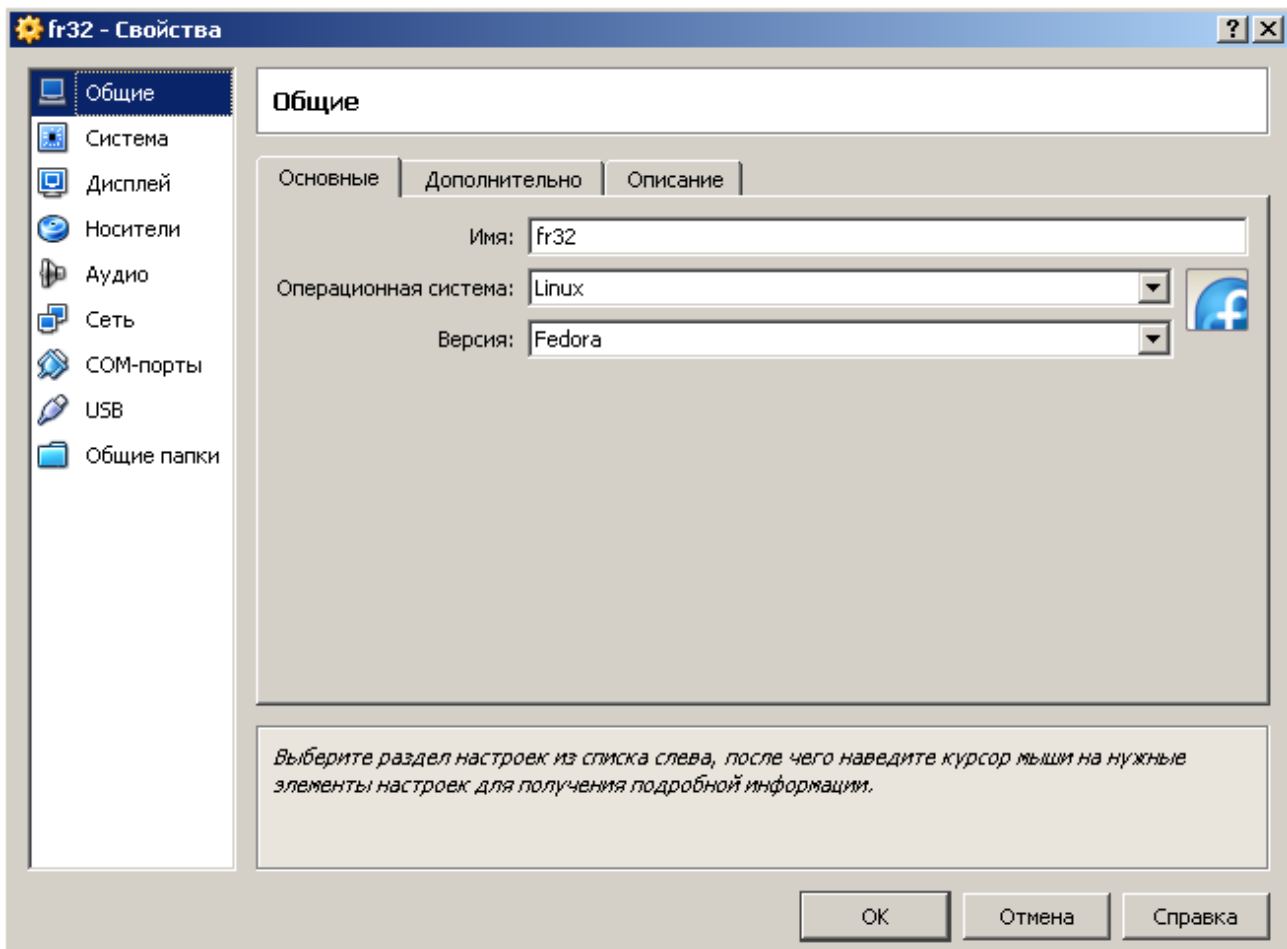 fr32 - Свойства
Общие
Система
Дисплей
Носители
Аудио
Сеть
COM-порты
USB
Общие папки
Общие
Основные
Дополнительно
Описание
Имя: fr32
Операционная система: Linux
Версия: Fedora
Выберите раздел настроек из списка слева, после чего наведите курсор мыши на нужные
элементы настроек для получения подробной информации.
OK
Отмена
Справка